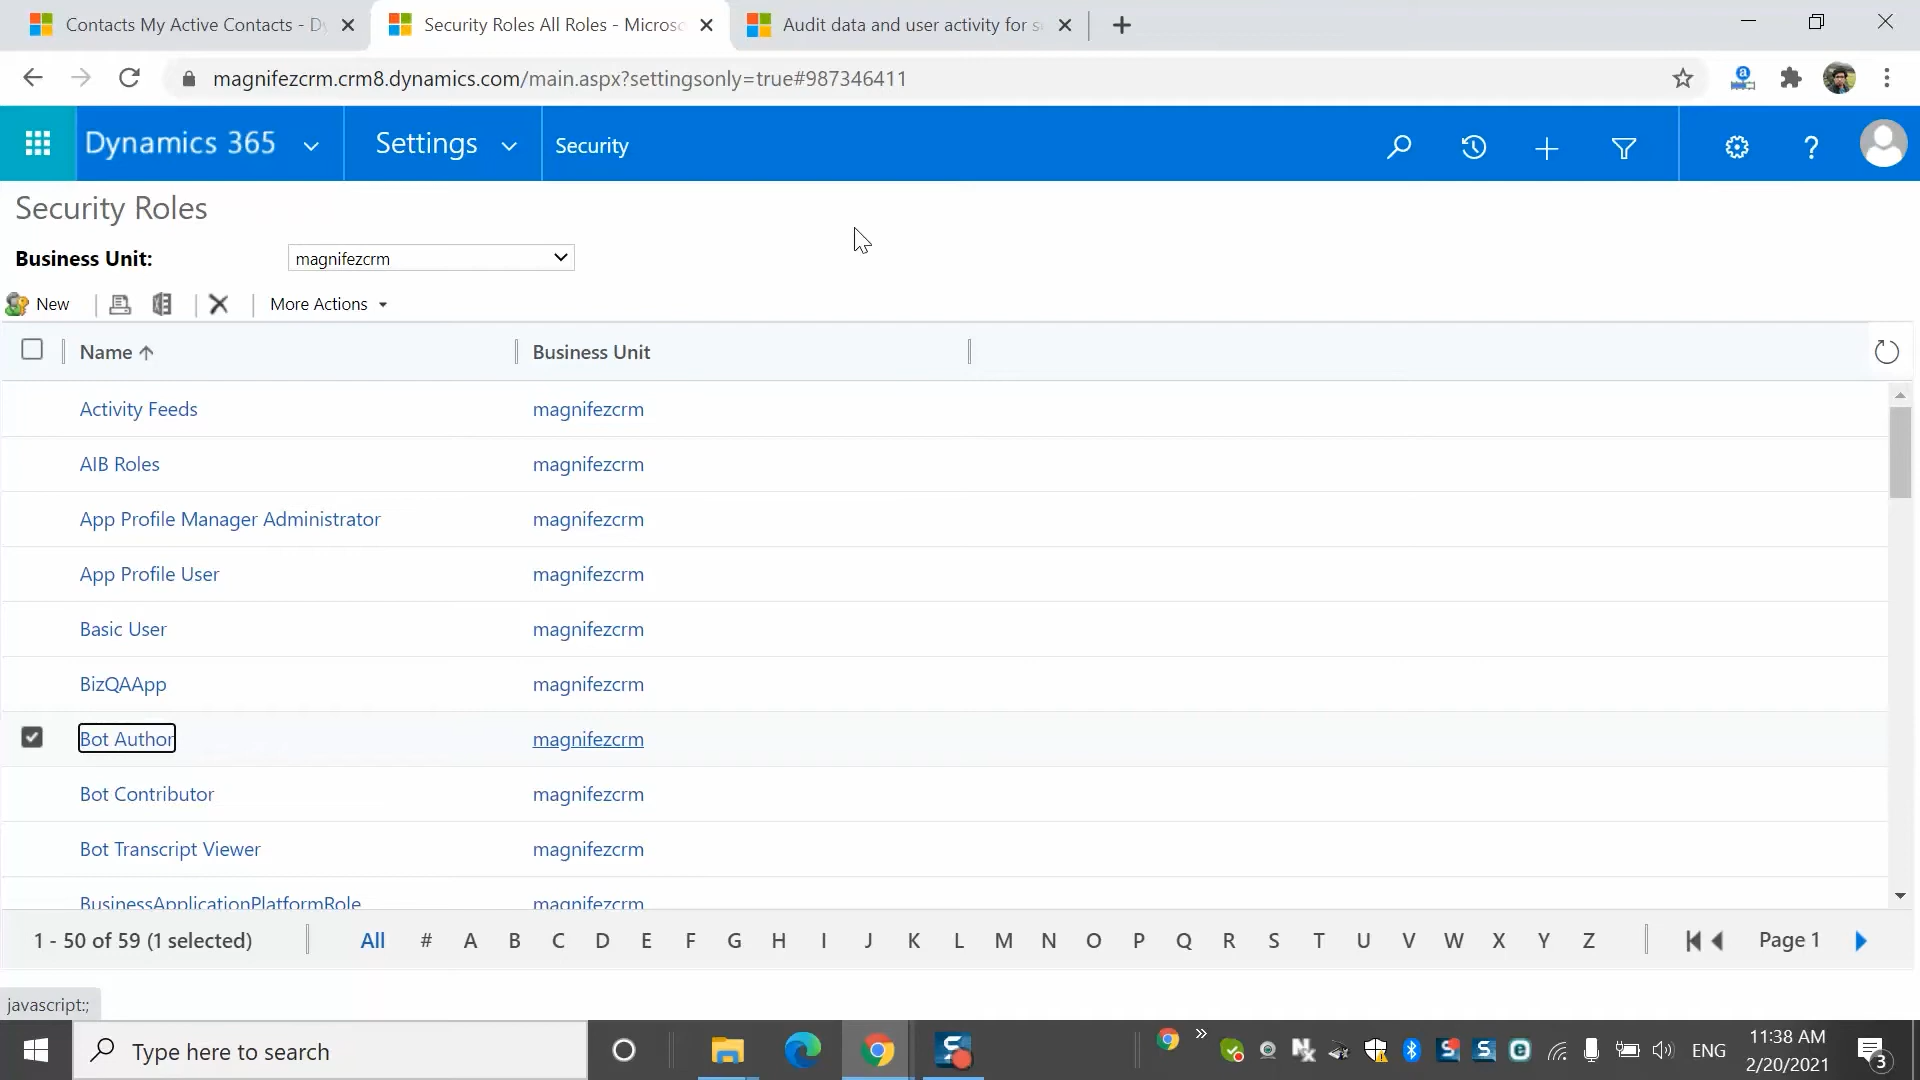 Contacts My Active Contacts - Dy
Security Roles All Roles - Microso
Audit data and user activity for s
magnifezcrm.crm8.dynamics.com/main.aspx?settingsonly=true#987346411
Dynamics 365
Settings
Security
Security Roles
Business Unit:
magnifezcrm
New
More Actions
Name
Business Unit
Activity Feeds magnifezcrm
AIB Roles magnifezcrm
App Profile Manager Administrator magnifezcrm
App Profile User magnifezcrm
Basic User magnifezcrm
BizQAApp magnifezcrm
Bot Author magnifezcrm
Bot Contributor magnifezcrm
Bot Transcript Viewer magnifezcrm
BusinessApplicationPlatformRole magnifezcrm
1 - 50 of 59 (1 selected) All # A B C D E F G H I J K L M N O P Q R S T U V W X Y Z Page 1
javascript:;
Type here to search
ENG
11:38 AM
2/20/2021
3